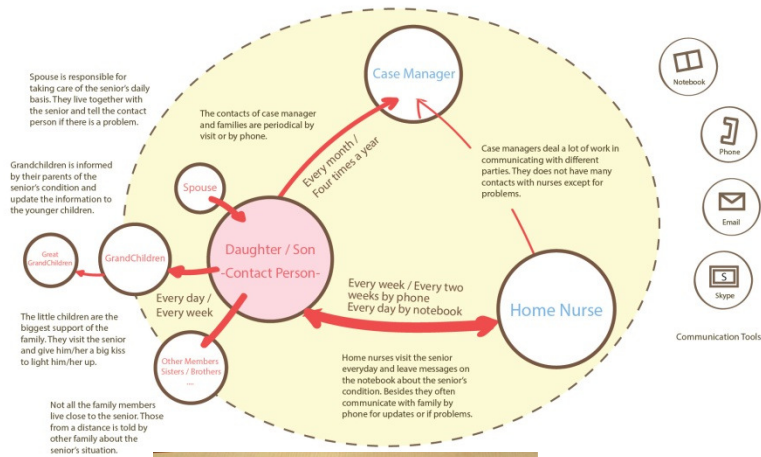 Case Manager
Notebook
Spouse is responsible for
taking care of the senior's daily
basis. They live together with
the senior and tell the contact
person if there is a problem.
The contacts of case manager
and families are periodical by
visit or by phone.
Every month /
Four times a year
Case managers deal a lot of work in
communicating with different
parties. They does not have many
contacts with nurses except for
problems.
Phone
Grandchildren is informed
by their parents of the
senior's condition and
update the information to
the younger children.
Spouse
Email
Great
GrandChildren
GrandChildren
Daughter / Son
-Contact Person-
Every day /
Every week
Every week / Every two
weeks by phone
Every day by notebook
Home Nurse
S
Skype
The little children are the
biggest support of the
family. They visit the senior
and give him/her a big kiss
to light him/her up.
Other Members
Sisters / Brothers
....
Home nurses visit the senior
everyday and leave messages on
the notebook about the senior's
condition. Besides they often
communicate with family by
phone for updates or if problems.
Communication Tools
Not all the family members
live close to the senior. Those
from a distance is told by
other family about the
senior's situation.